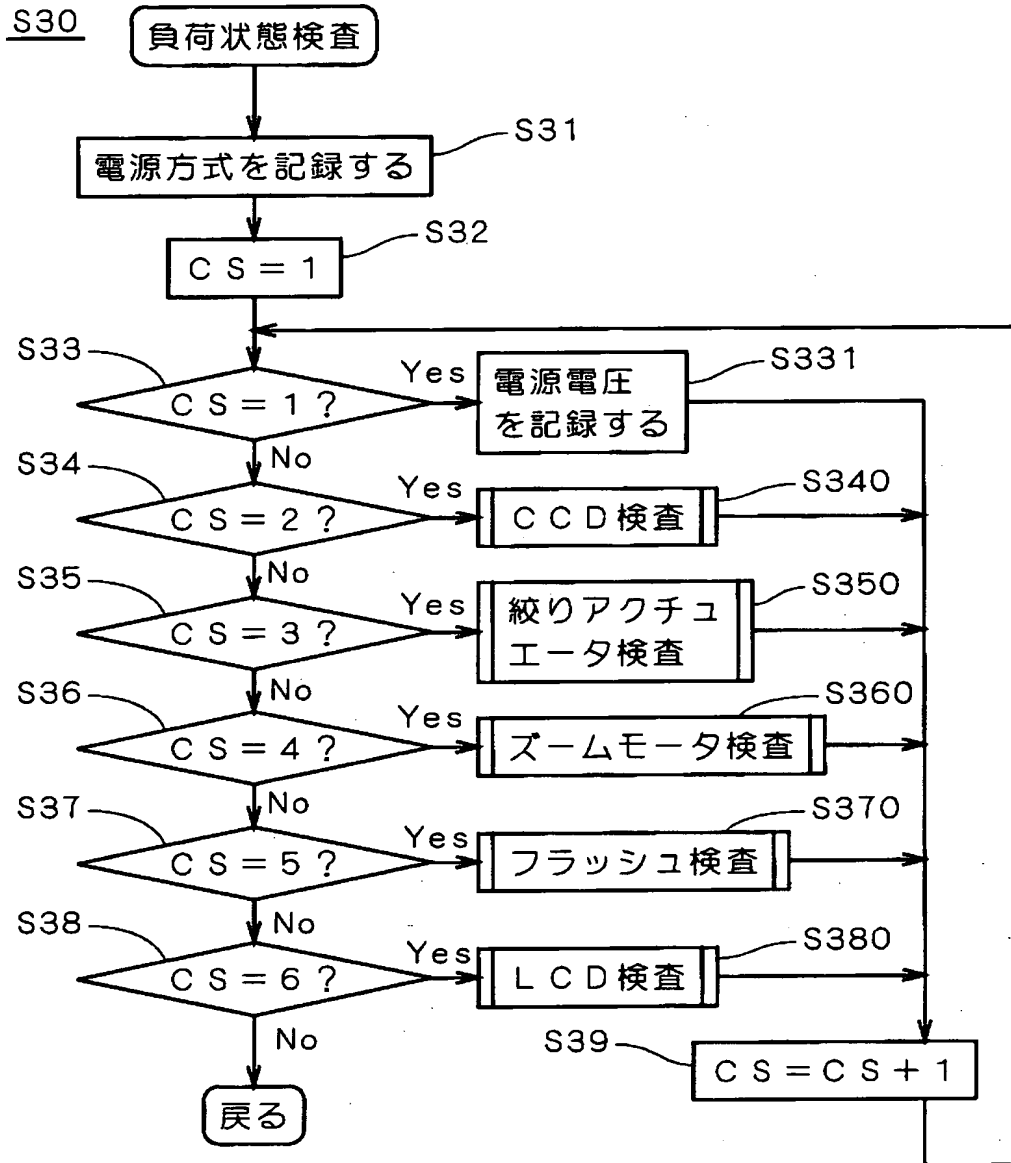 S30
負荷状態検査
S31
電源方式を記録する
S32
CS=1
S33
CS=1?
Yes
電源電圧
を記録する
S331
No
S34
CS=2?
Yes
CCD検査
S340
No
S35
CS=3?
Yes
絞りアクチュ
エータ検査
S350
No
S36
CS=4?
Yes
ズームモータ検査
S360
No
S37
CS=5?
Yes
フラッシュ検査
S370
No
S38
CS=6?
Yes
LCD検査
S380
No
S39
CS=CS+1
戻る